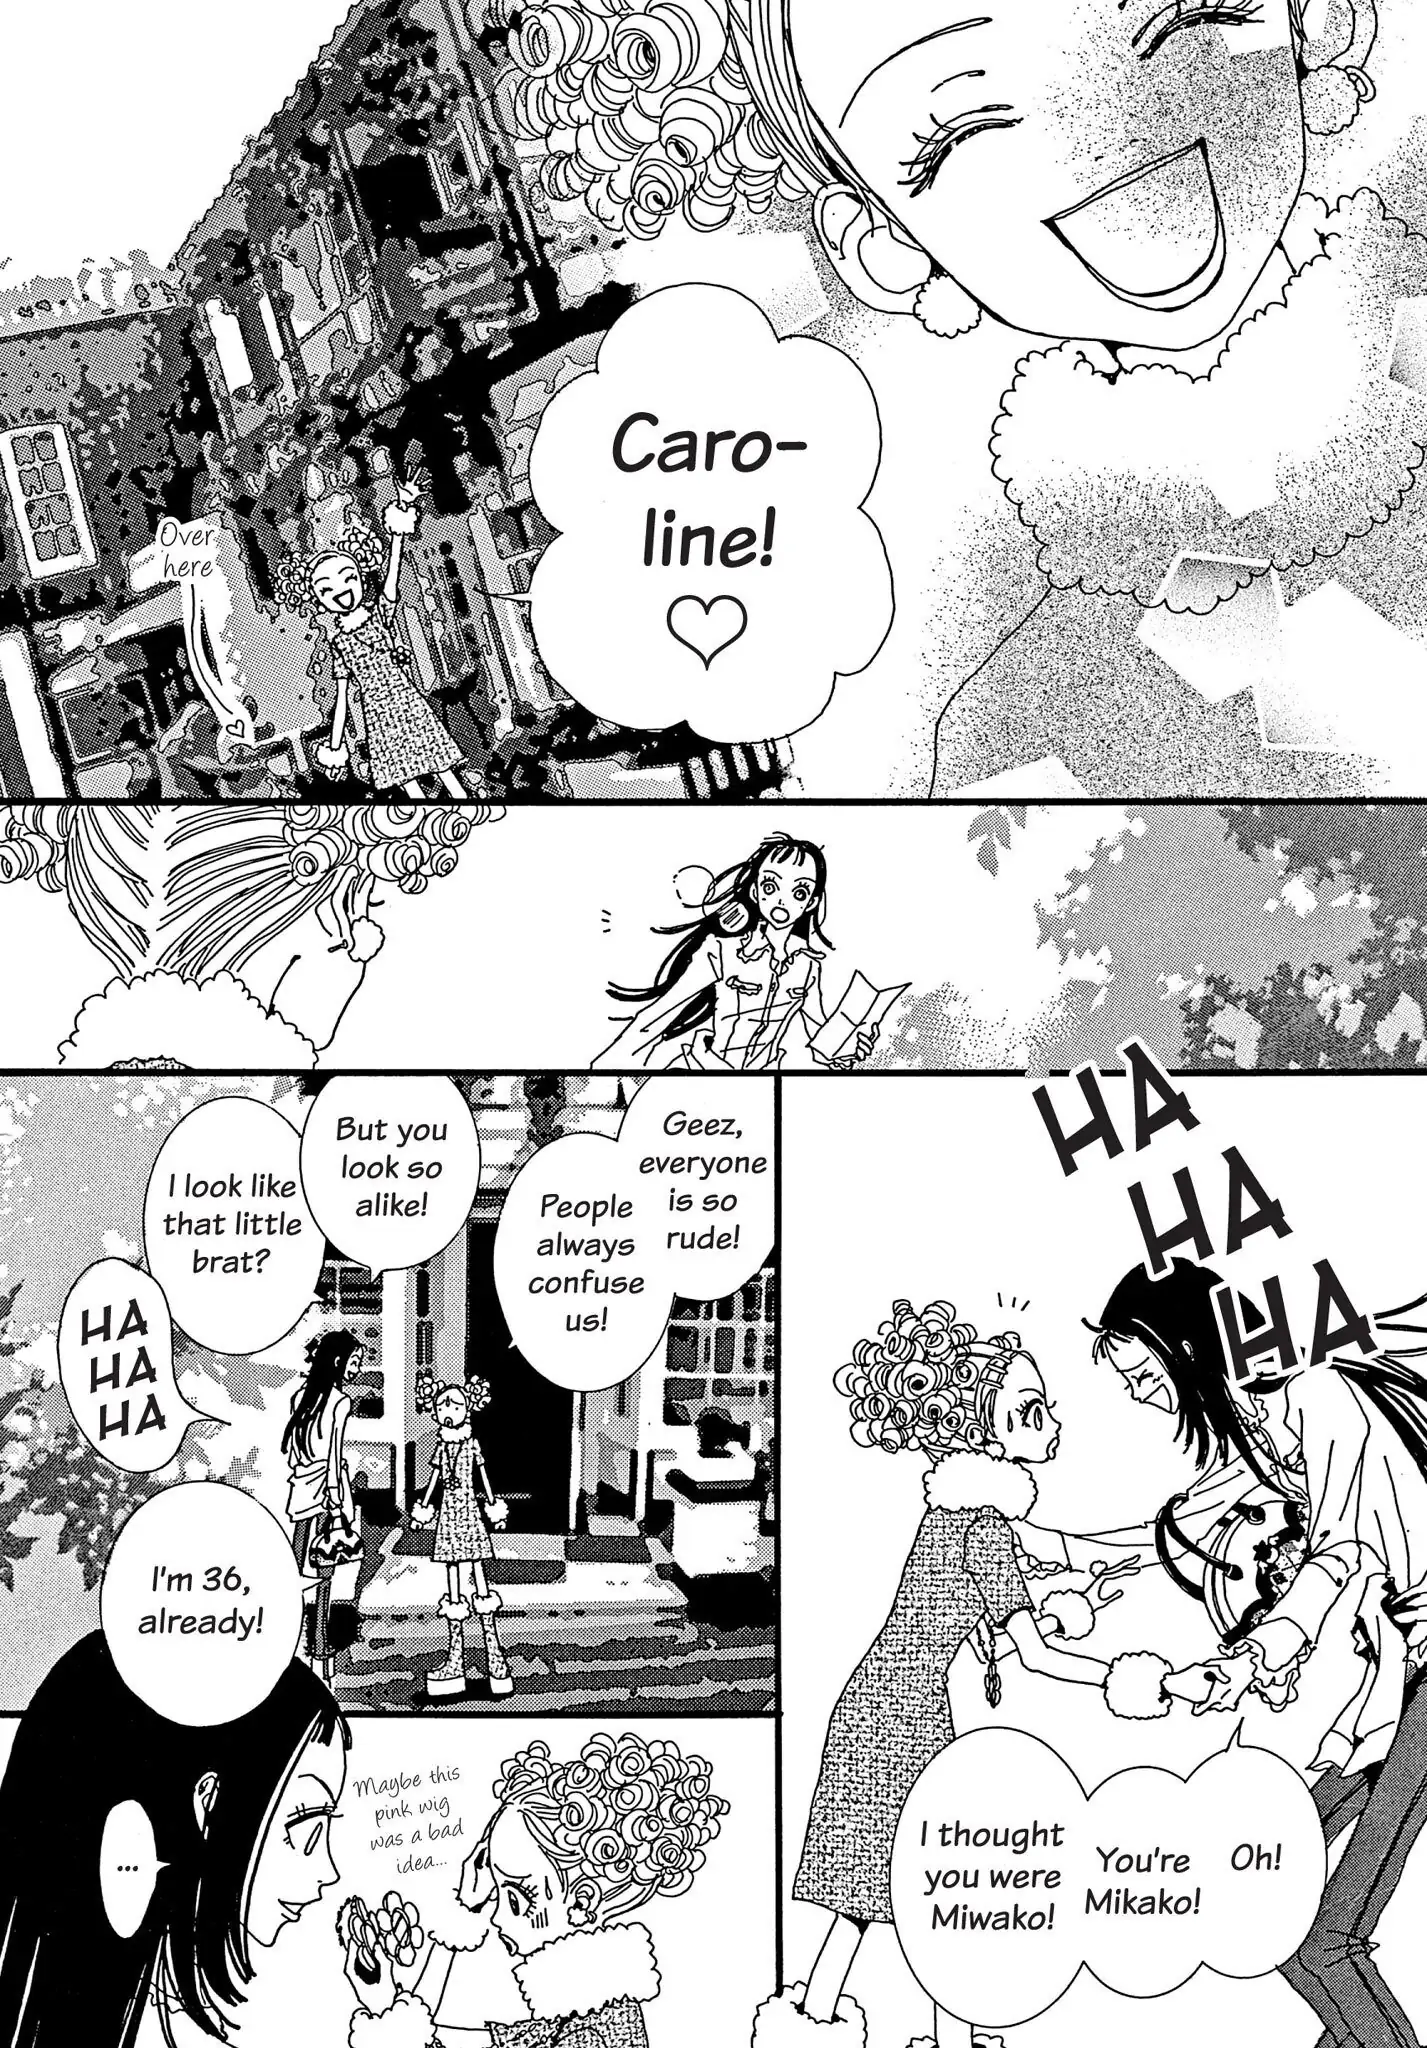 Caro-
line!
Over
here
HA
HA
HA
Oh!
You're
Mikako!
I thought
you were
Miwako!
Geez,
everyone
is so
rude!
People
always
confuse
us!
But you
look so
alike!
I look like
that little
brat?
HA
HA
HA
I'm 36,
already!
Maybe this
pink wig
was a bad
idea...
...